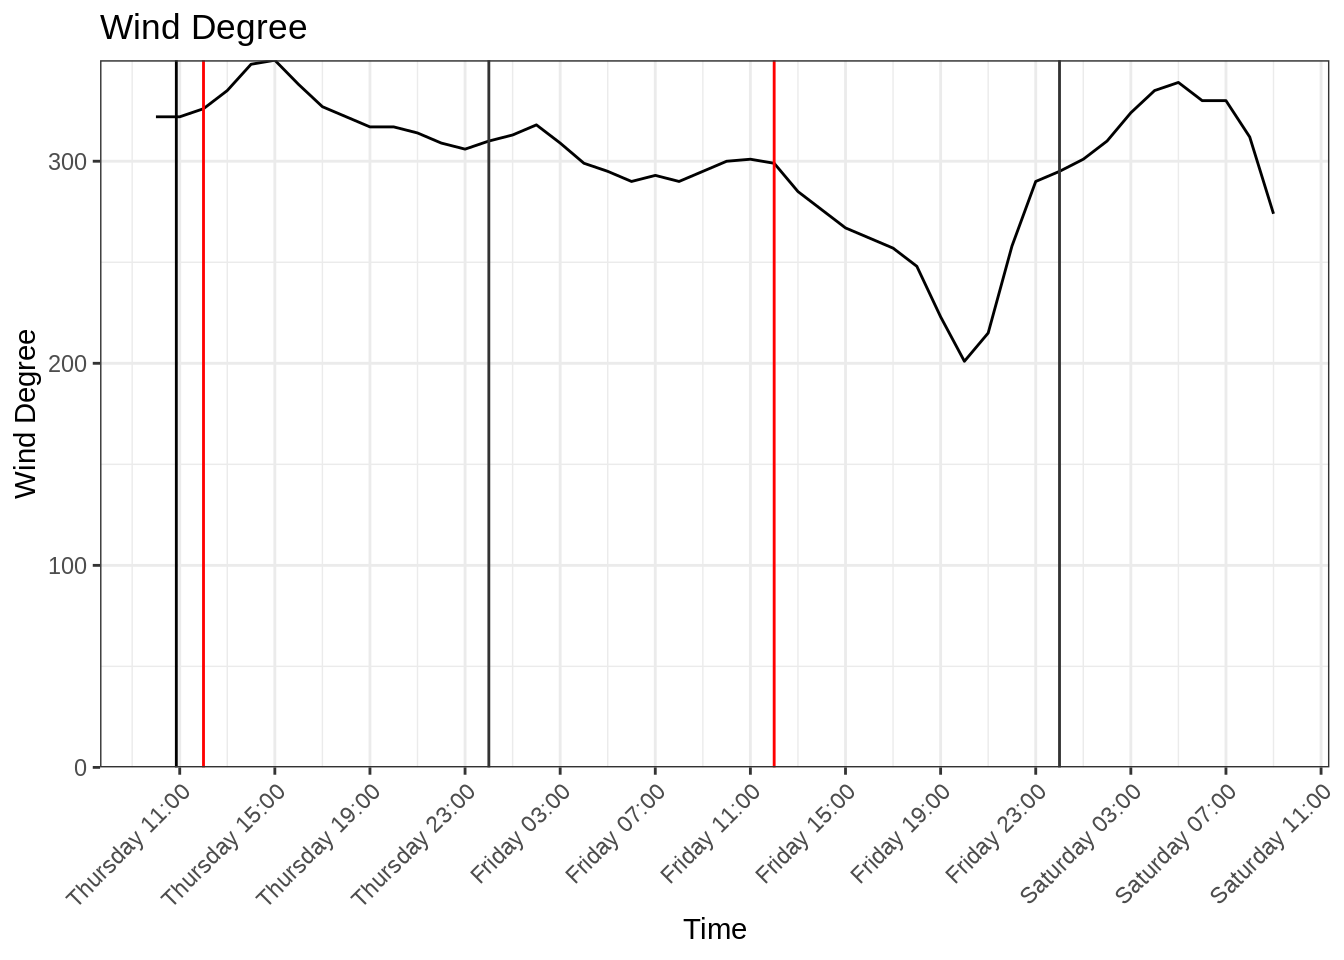 Wind Degree
Wind Degree
300
200
100
0
Thursday 11:00
Thursday 15:00
Thursday 19:00
Thursday 23:00
Friday 03:00
Friday 07:00
Friday 11:00
Friday 15:00
Friday 19:00
Friday 23:00
Saturday 03:00
Saturday 07:00
Saturday 11:00
Time